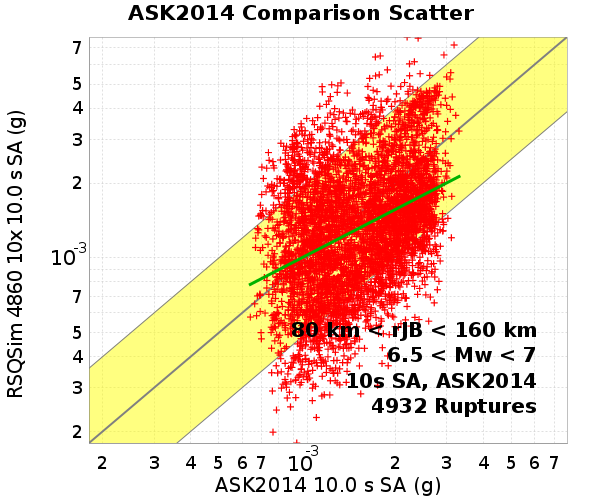 ASK2014 Comparison Scatter
RSQSim 4860 10x 10.0 s SA (g)
7
5
4
3
2
10-3
7
5
4
3
2
80 km < rJB < 160 km
6.5 < Mw < 7
10s SA, ASK2014
4932 Ruptures
2 3 4 5 6 7 10-3 2 3 4 5 6 7
ASK2014 10.0 s SA (g)